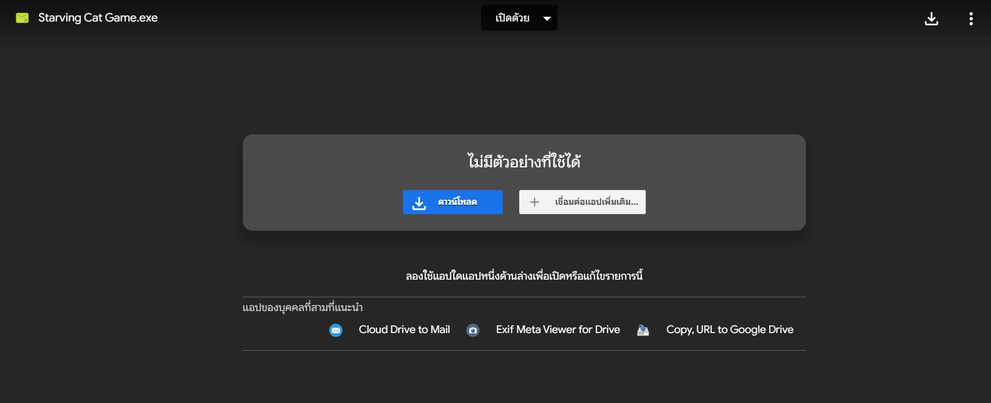 Starving Cat Game.exe
เปิดด้วย
ไม่มีตัวอย่างที่ใช้ได้
ดาวน์โหลด
เชื่อมต่อแอปเพิ่มเติม...
ลองใช้แอปใดแอปหนึ่งด้านล่างเพื่อเปิดหรือแก้ไขรายการนี้
แอปของบุคคลที่สามที่แนะนำ
Cloud Drive to Mail Exif Meta Viewer for Drive Copy, URL to Google Drive